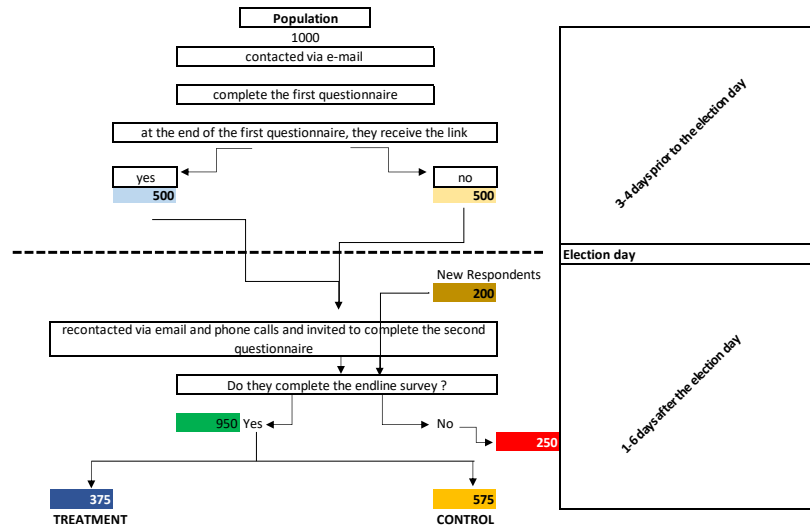 Population
1000
contacted via e-mail
complete the first questionnaire
at the end of the first questionnaire, they receive the link
yes
no
500
500
3-4 days prior to the election day
Election day
New Respondents
200
recontacted via email and phone calls and invited to complete the second
questionnaire
Do they complete the endline survey ?
950 Yes
No
250
1-6 days after the election day
375
575
TREATMENT
CONTROL